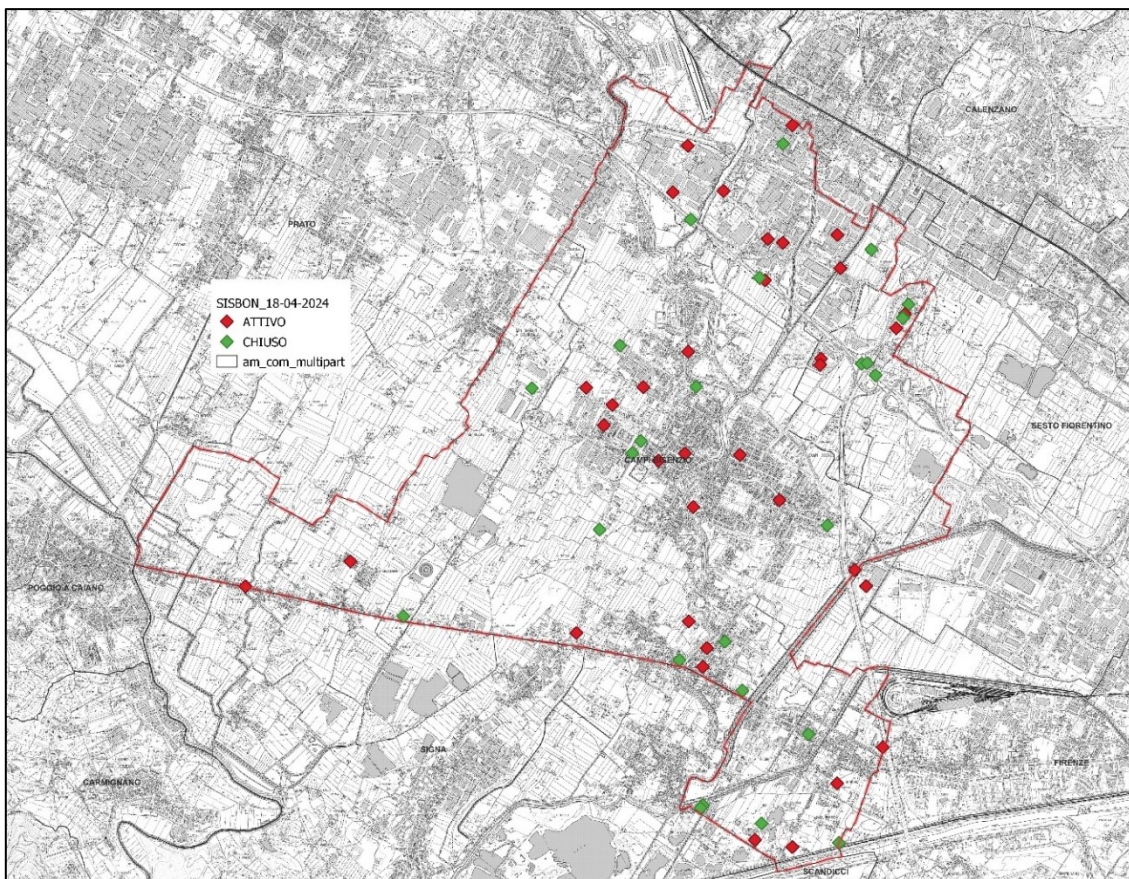 CALENZANO
PRATO
SISBON_18-04-2024
ATTIVO
CHIUSO
am_com_multipart
SESTO FIORENTINO
CAMPI BISENZIO
POGGIO A CAIANO
SIGNA
CARMIGNANO
FIRENZE
SCANDICCI